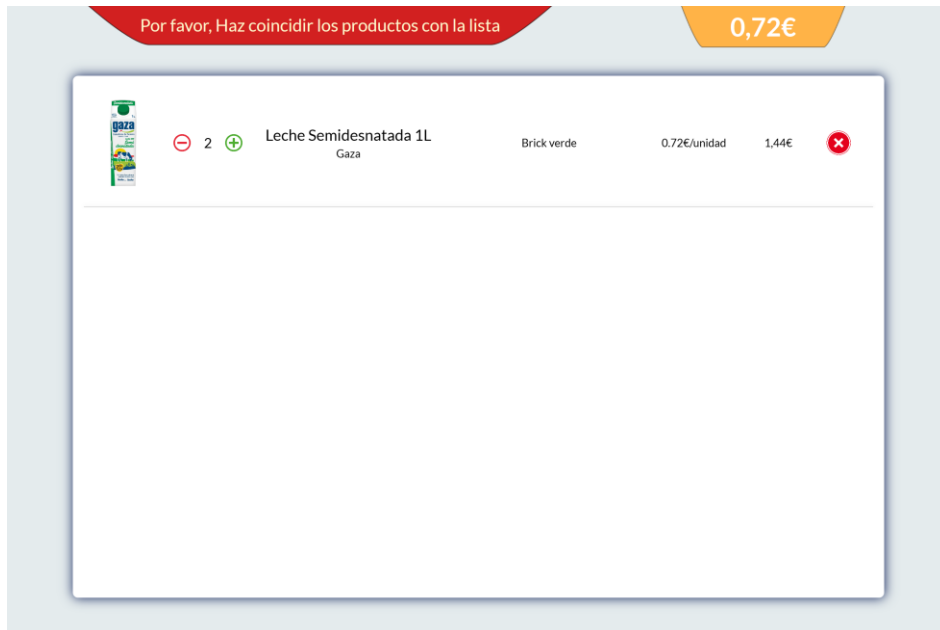 Por favor, Haz coincidir los productos con la lista
0,72€
gaza
2
Leche Semidesnatada 1L
Gaza
Brick verde
0.72€/unidad
1,44€